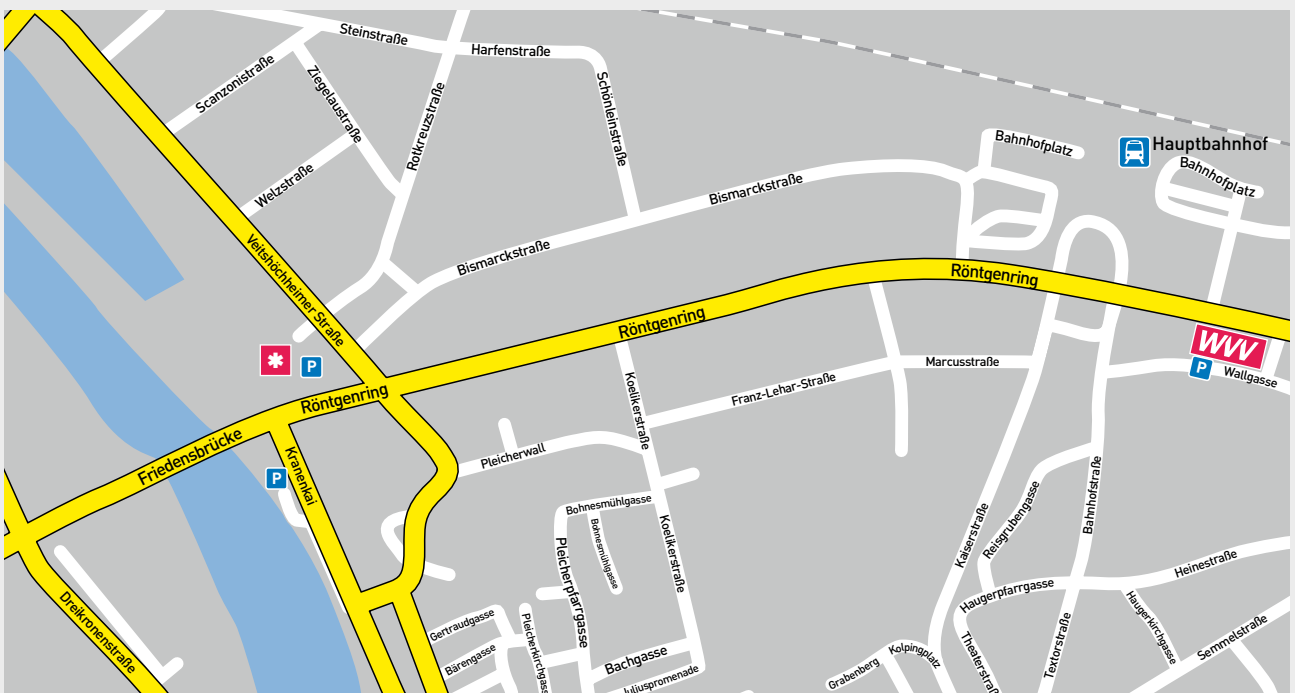 Steinstraße
Harfenstraße
Scanzonistraße
Ziegelaustraße
Rotkreuzstraße
Schönleinstraße
Bahnhofplatz
Hauptbahnhof
Bahnhofplatz
Welzstraße
Bismarckstraße
Veitshöchheimer Straße
Bismarckstraße
Röntgenring
Röntgenring
WVV
P
Wallgasse
*
P
Marcusstraße
Franz-Lehar-Straße
Koelikerstraße
Röntgenring
Friedensbrücke
Pleicherwall
Kranenkai
P
Bohnesmühlgasse
Bohnesmühlgasse
Koelikerstraße
Kaiserstraße
Reisgrubengasse
Bahnhofstraße
Pleicherpfarrgasse
Heinestraße
Haugerpfarrgasse
Dreikronenstraße
Gertraudgasse
Pleicherkirchgass
Haugerkirchgasse
Semmelstraße
Textorstraße
Theaterstraß
Kolpingplatz
Bärengasse
Bachgasse
Juliuspromenade
Grabenberg